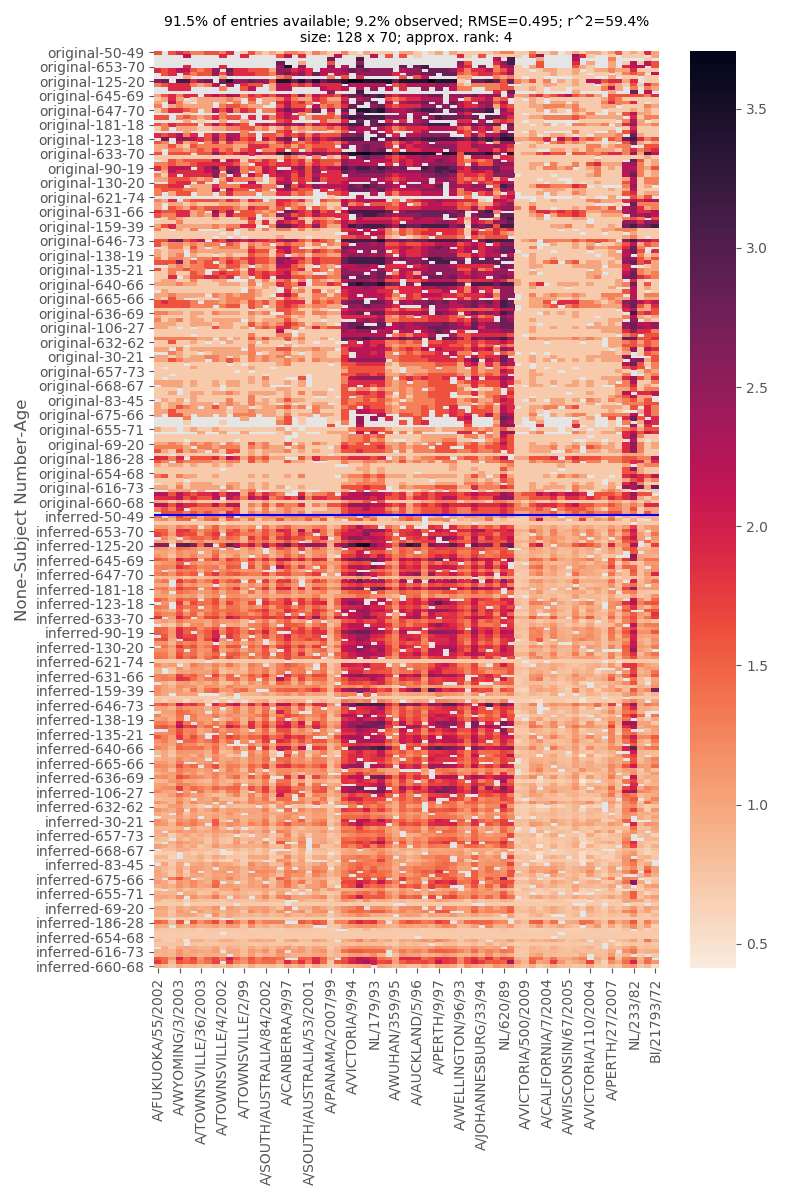 91.5% of entries available; 9.2% observed; RMSE=0.495; r^2=59.4%
size: 128 x 70; approx. rank: 4
None-Subject Number-Age
original-50-49
original-653-70
original-125-20
original-645-69
original-647-70
original-181-18
original-123-18
original-633-70
original-90-19
original-130-20
original-621-74
original-631-66
original-159-39
original-646-73
original-138-19
original-135-21
original-640-66
original-665-66
original-636-69
original-106-27
original-632-62
original-30-21
original-657-73
original-668-67
original-83-45
original-675-66
original-655-71
original-69-20
original-186-28
original-654-68
original-616-73
original-660-68
inferred-50-49
inferred-653-70
inferred-125-20
inferred-645-69
inferred-647-70
inferred-181-18
inferred-123-18
inferred-633-70
inferred-90-19
inferred-130-20
inferred-621-74
inferred-631-66
inferred-159-39
inferred-646-73
inferred-138-19
inferred-135-21
inferred-640-66
inferred-665-66
inferred-636-69
inferred-106-27
inferred-632-62
inferred-30-21
inferred-657-73
inferred-668-67
inferred-83-45
inferred-675-66
inferred-655-71
inferred-69-20
inferred-186-28
inferred-654-68
inferred-616-73
inferred-660-68
A/FUKUOKA/55/2002
A/WYOMING/3/2003
A/TOWNSVILLE/36/2003
A/TOWNSVILLE/4/2002
A/TOWNSVILLE/2/99
A/SOUTH/AUSTRALIA/84/2002
A/CANBERRA/9/97
A/SOUTH/AUSTRALIA/53/2001
A/PANAMA/2007/99
A/VICTORIA/9/94
NL/179/93
A/WUHAN/359/95
A/AUCKLAND/5/96
A/PERTH/9/97
A/WELLINGTON/96/93
A/JOHANNESBURG/33/94
NL/620/89
A/VICTORIA/500/2009
A/CALIFORNIA/7/2004
A/WISCONSIN/67/2005
A/VICTORIA/110/2004
A/PERTH/27/2007
NL/233/82
BI/21793/72
3.5
3.0
2.5
2.0
1.5
1.0
0.5